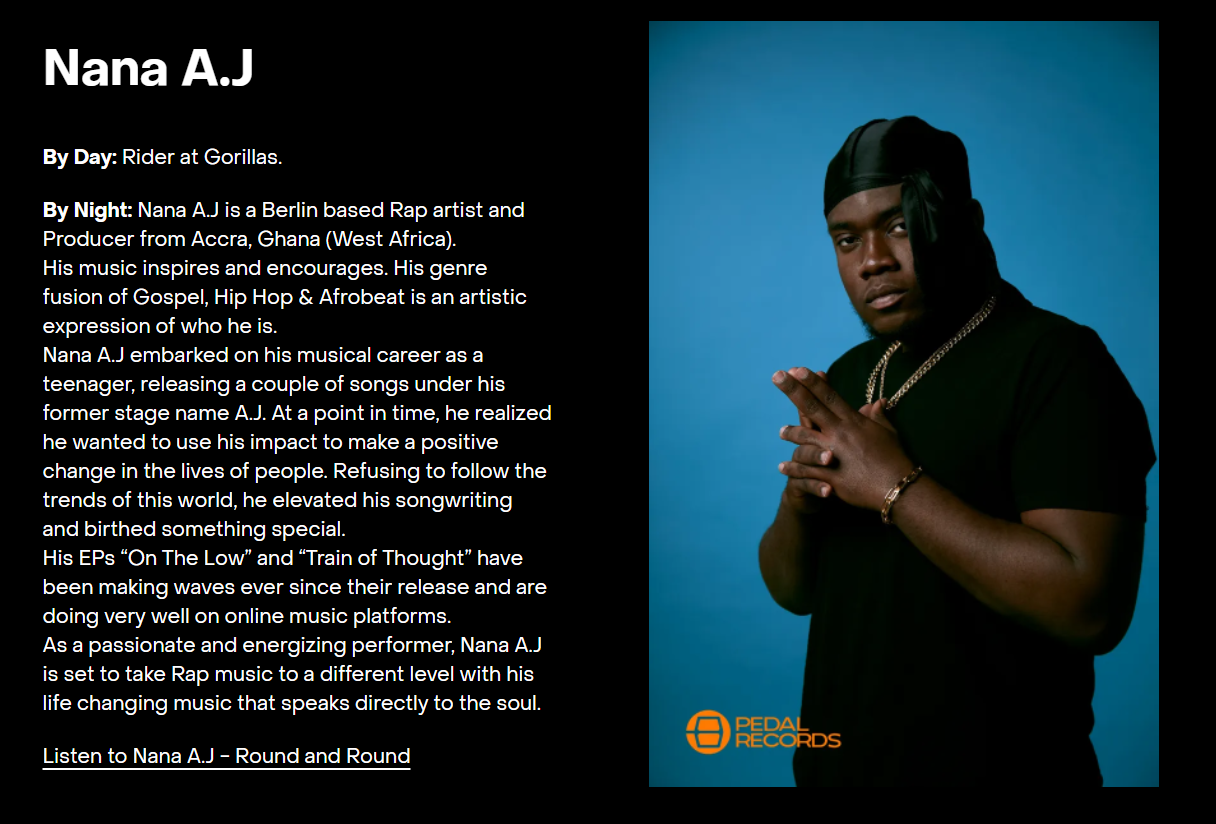 Nana A.J
By Day: Rider at Gorillas.
By Night: Nana A.J is a Berlin based Rap artist and
Producer from Accra, Ghana (West Africa).
His music inspires and encourages. His genre
fusion of Gospel, Hip Hop & Afrobeat is an artistic
expression of who he is.
Nana A.J embarked on his musical career as a
teenager, releasing a couple of songs under his
former stage name A.J. At a point in time, he realized
he wanted to use his impact to make a positive
change in the lives of people. Refusing to follow the
trends of this world, he elevated his songwriting
and birthed something special.
His EPs “On The Low” and “Train of Thought” have
been making waves ever since their release and are
doing very well on online music platforms.
As a passionate and energizing performer, Nana A.J
is set to take Rap music to a different level with his
life changing music that speaks directly to the soul.
Listen to Nana A.J – Round and Round
PEDAL
RECORDS